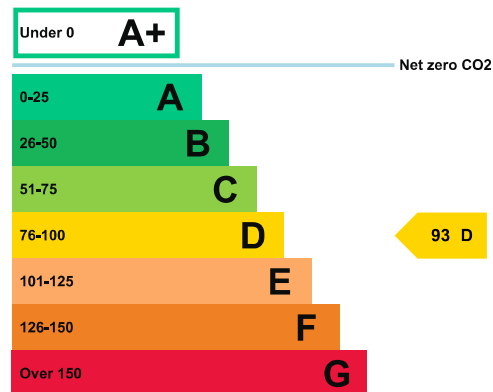 Under 0 A+
Net zero CO2
0-25 A
26-50 B
51-75 C
76-100 D
93 D
101-125 E
126-150 F
Over 150 G